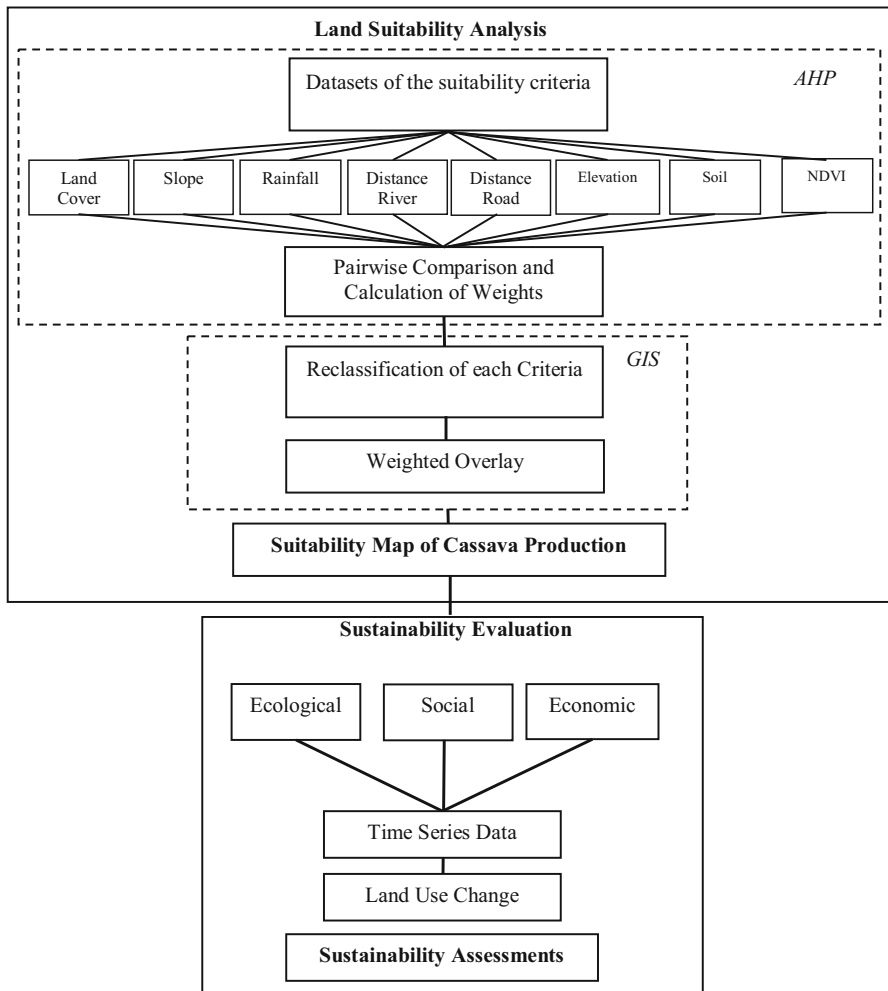 Land Suitability Analysis
AHP
Datasets of the suitability criteria
Land
Cover
Slope
Rainfall
Distance
River
Distance
Road
Elevation
Soil
NDVI
Pairwise Comparison and
Calculation of Weights
GIS
Reclassification of each Criteria
Weighted Overlay
Suitability Map of Cassava Production
Sustainability Evaluation
Ecological
Social
Economic
Time Series Data
Land Use Change
Sustainability Assessments